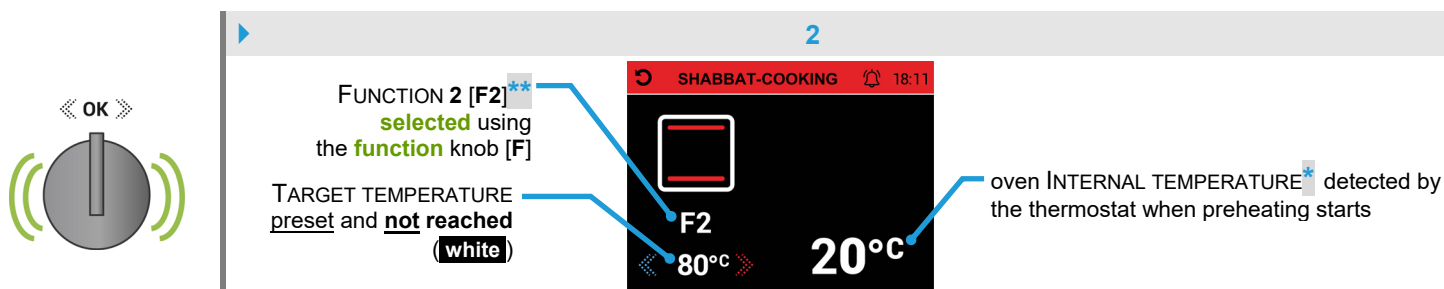 2
OK
FUNCTION 2 [F2]**
selected using
the function knob [F]
TARGET TEMPERATURE
preset and not reached
(white)
SHABBAT-COOKING 18:11
F2
80°C
20°C
oven INTERNAL TEMPERATURE* detected by
the thermostat when preheating starts